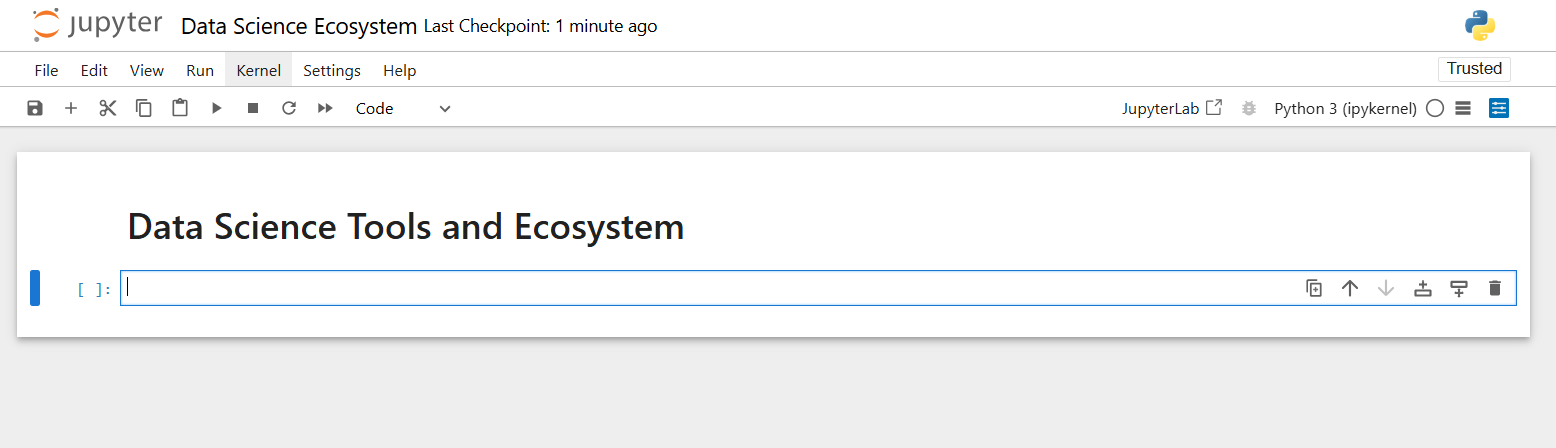 jupyter Data Science Ecosystem Last Checkpoint: 1 minute ago
File Edit View Run Kernel Settings Help Trusted
Code JupyterLab Python 3 (ipykernel)
Data Science Tools and Ecosystem
[ ]: